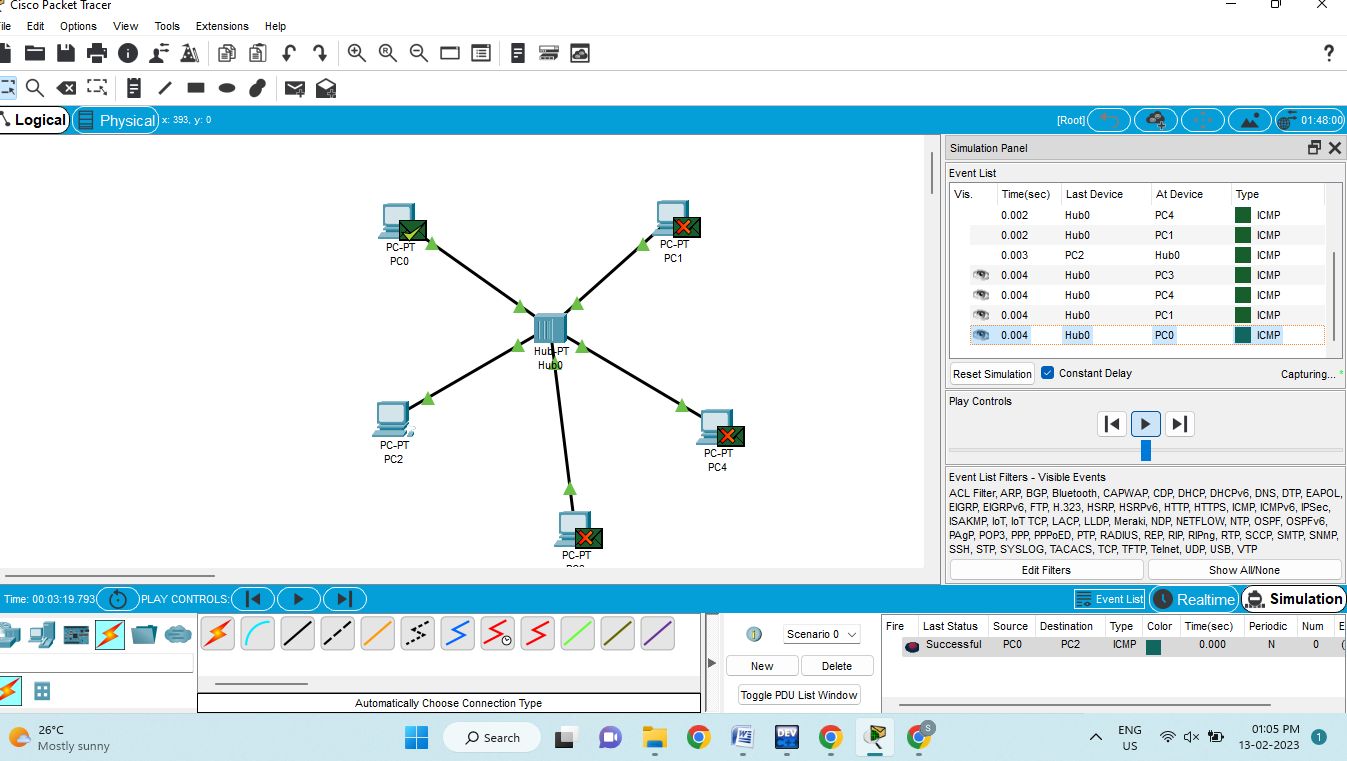 Cisco Packet Tracer
ile Edit Options View Tools Extensions Help
?
Logical Physical x: 393, y: 0 [Root] 01:48:00
Simulation Panel
Event List
Vis. Time(sec) Last Device At Device Type
0.002 Hub0 PC4 ICMP
0.002 Hub0 PC1 ICMP
0.003 PC2 Hub0 ICMP
0.004 Hub0 PC3 ICMP
0.004 Hub0 PC4 ICMP
0.004 Hub0 PC1 ICMP
0.004 Hub0 PC0 ICMP
Reset Simulation Constant Delay Capturing... *
Play Controls
Event List Filters - Visible Events
ACL Filter, ARP, BGP, Bluetooth, CAPWAP, CDP, DHCP, DHCPv6, DNS, DTP, EAPOL,
EIGRP, EIGRPv6, FTP, H.323, HSRP, HSRPv6, HTTP, HTTPS, ICMP, ICMPv6, IPSec,
ISAKMP, IoT, IoT TCP, LACP, LLDP, Meraki, NDP, NETFLOW, NTP, OSPF, OSPFv6,
PAgP, POP3, PPP, PPPoED, PTP, RADIUS, REP, RIP, RIPng, RTP, SCCP, SMTP, SNMP,
SSH, STP, SYSLOG, TACACS, TCP, TFTP, Telnet, UDP, USB, VTP
Edit Filters Show All/None
PC-PT
PC0
PC-PT
PC1
Hub-PT
Hub0
PC-PT
PC2
PC-PT
PC4
PC-PT
Time: 00:03:19.793 PLAY CONTROLS: Event List Realtime Simulation
Automatically Choose Connection Type
Scenario 0
New Delete
Toggle PDU List Window
Fire Last Status Source Destination Type Color Time(sec) Periodic Num E
Successful PC0 PC2 ICMP 0.000 N 0 (
26°C
Mostly sunny
Search
DEV
S
ENG
US
01:05 PM
13-02-2023
1